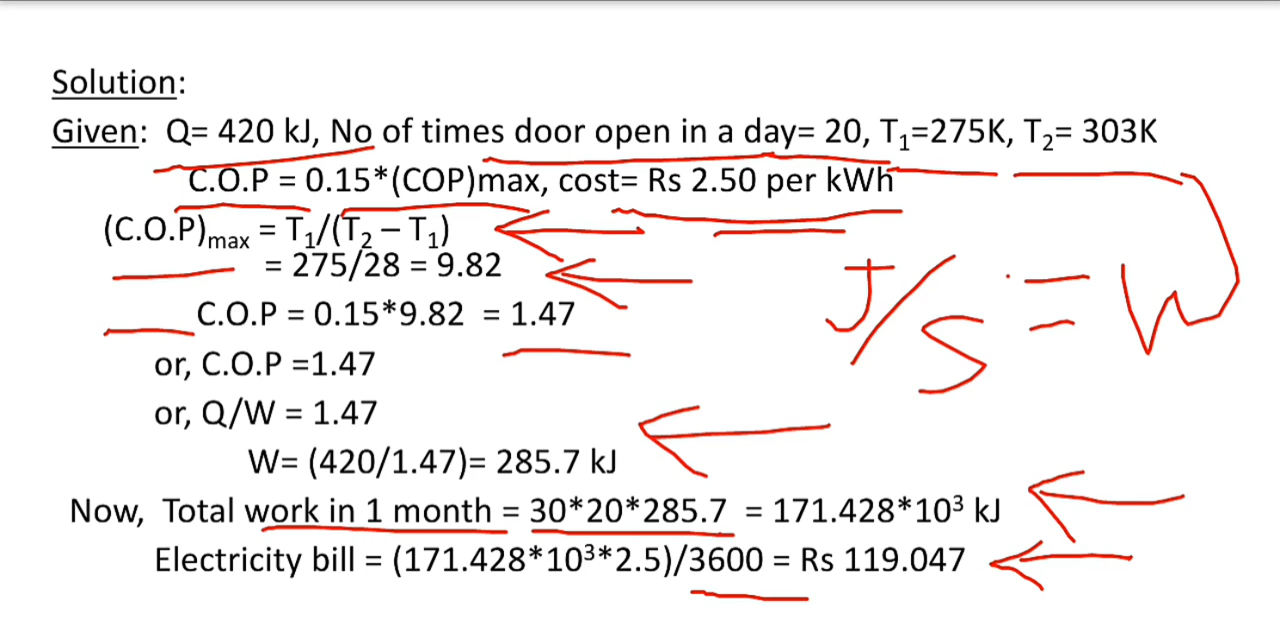 Solution:
Given: Q= 420 kJ, No of times door open in a day= 20, T₁=275K, T₂= 303K
C.O.P = 0.15*(COP)max, cost= Rs 2.50 per kWh
(C.O.P)max = T₁/(T₂ – T₁)
= 275/28 = 9.82
C.O.P = 0.15*9.82 = 1.47
J/S = W
or, C.O.P =1.47
or, Q/W = 1.47
W= (420/1.47)= 285.7 kJ
Now, Total work in 1 month = 30*20*285.7 = 171.428*10³ kJ
Electricity bill = (171.428*10³*2.5)/3600 = Rs 119.047